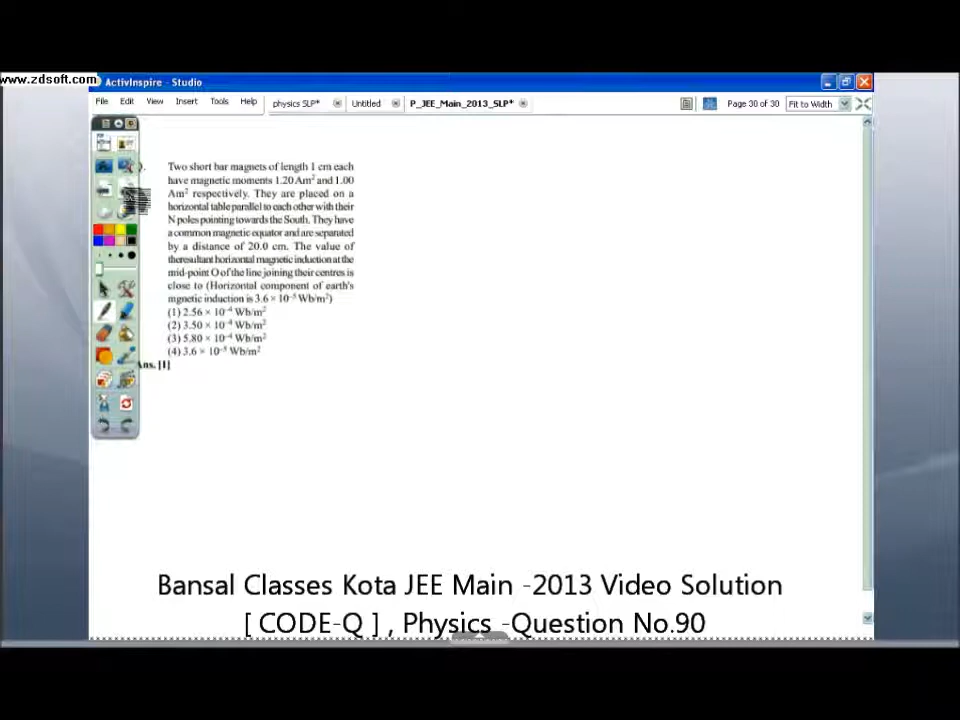 www.zdsoft.com
ActivInspire - Studio
File Edit View Insert Tools Help
physics SLP* Untitled P_JEE_Main_2013_SLP* Page 30 of 30 Fit to Width
Two short bar magnets of length 1 cm each
have magnetic moments 1.20 Am² and 1.00
Am² respectively. They are placed on a
horizontal table parallel to each other with their
N poles pointing towards the South. They have
a common magnetic equator and are separated
by a distance of 20.0 cm. The value of
theresultant horizontal magnetic induction at the
mid-point O of the line joining their centres is
close to (Horizontal component of earth's
mgnetic induction is 3.6 × 10⁻⁵ Wb/m²)
(1) 2.56 × 10⁻⁴ Wb/m²
(2) 3.50 × 10⁻⁴ Wb/m²
(3) 5.80 × 10⁻⁴ Wb/m²
(4) 3.6 × 10⁻⁵ Wb/m²
Ans. [1]
Bansal Classes Kota JEE Main -2013 Video Solution
[ CODE-Q ] , Physics -Question No.90